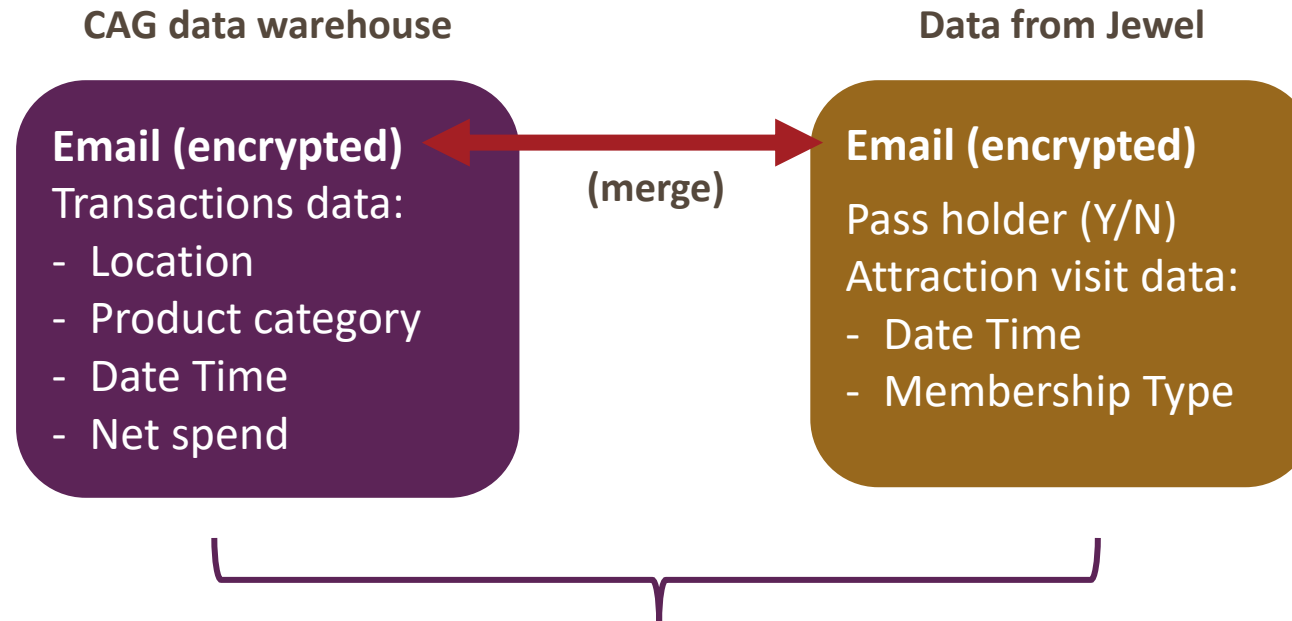 CAG data warehouse
Email (encrypted)
Transactions data:
- Location
- Product category
- Date Time
- Net spend
(merge)
Data from Jewel
Email (encrypted)
Pass holder (Y/N)
Attraction visit data:
- Date Time
- Membership Type